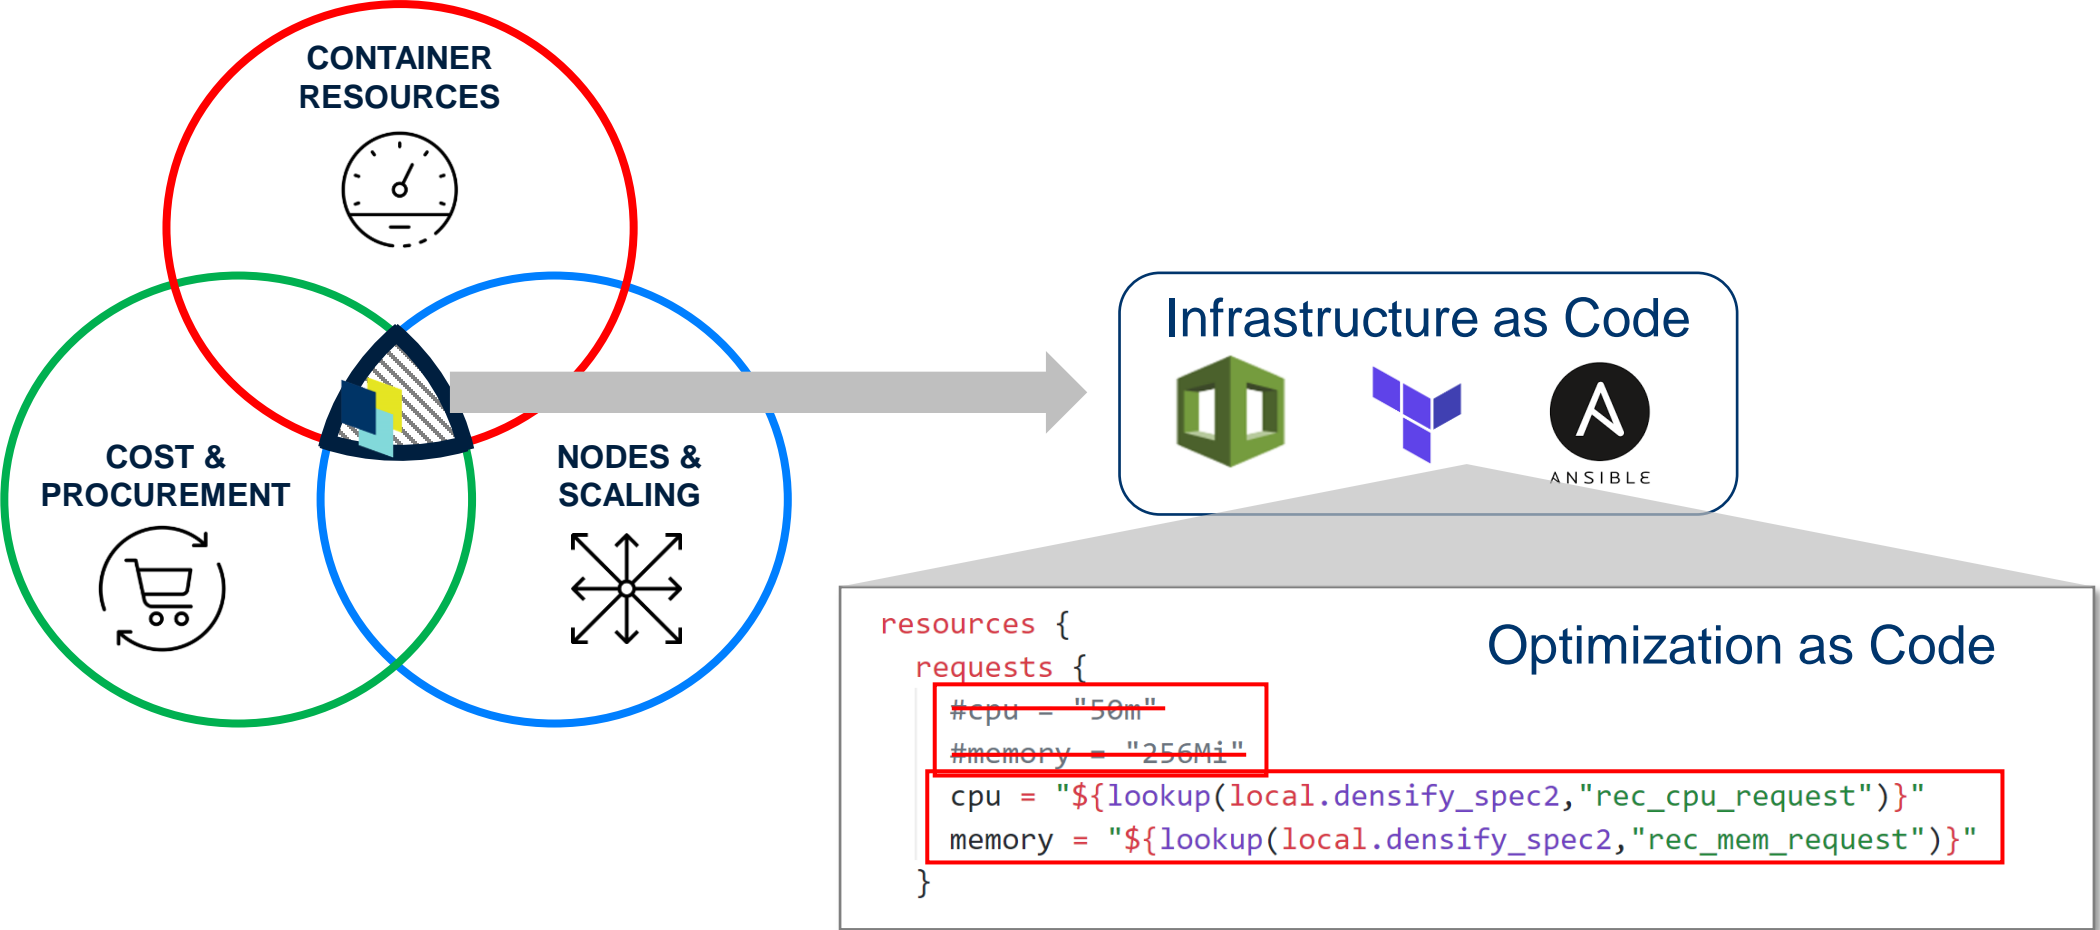 CONTAINER
RESOURCES
COST &
PROCUREMENT
NODES &
SCALING
Infrastructure as Code
ANSIBLE
Optimization as Code
resources {
requests {
#cpu = "50m"
#memory = "256Mi"
cpu = "${lookup(local.densify_spec2,"rec_cpu_request")}"
memory = "${lookup(local.densify_spec2,"rec_mem_request")}"
}